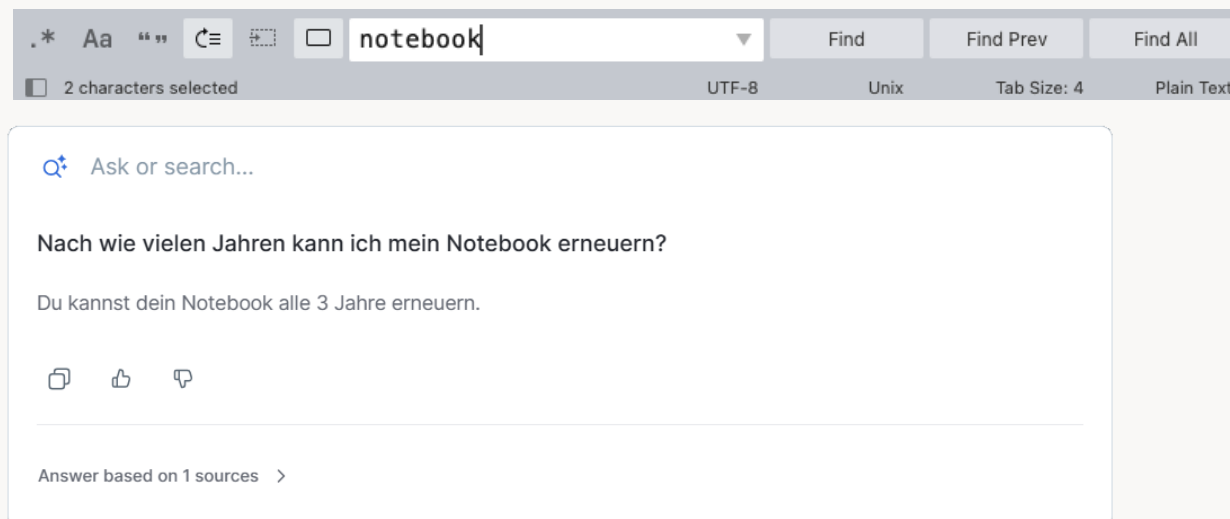 .* Aa “” notebook Find Find Prev Find All
2 characters selected UTF-8 Unix Tab Size: 4 Plain Text
Ask or search...
Nach wie vielen Jahren kann ich mein Notebook erneuern?
Du kannst dein Notebook alle 3 Jahre erneuern.
Answer based on 1 sources